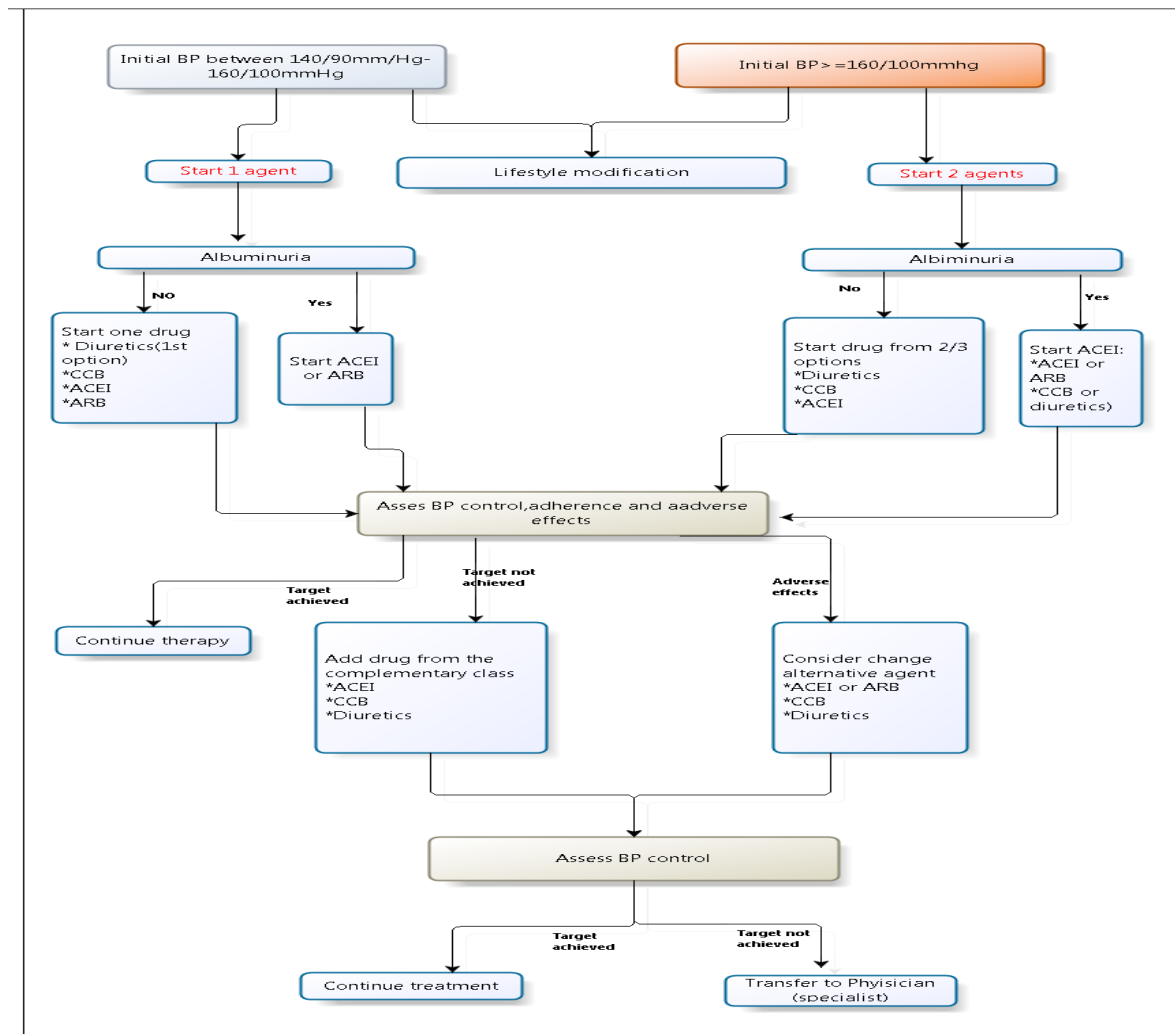 Initial BP between 140/90mm/Hg-
160/100mmHg
Initial BP>=160/100mmhg
Start 1 agent
Lifestyle modification
Start 2 agents
Albuminuria
Albiminuria
NO
Yes
No
Yes
Start one drug
* Diuretics(1st
option)
*CCB
*ACEI
*ARB
Start ACEI
or ARB
Start drug from 2/3
options
*Diuretics
*CCB
*ACEI
Start ACEI:
*ACEI or
ARB
*CCB or
diuretics)
Asses BP control,adherence and aadverse
effects
Target
achieved
Target not
achieved
Adverse
effects
Continue therapy
Add drug from the
complementary class
*ACEI
*CCB
*Diuretics
Consider change
alternative agent
*ACEI or ARB
*CCB
*Diuretics
Assess BP control
Target
achieved
Target not
achieved
Continue treatment
Transfer to Phyisician
(specialist)